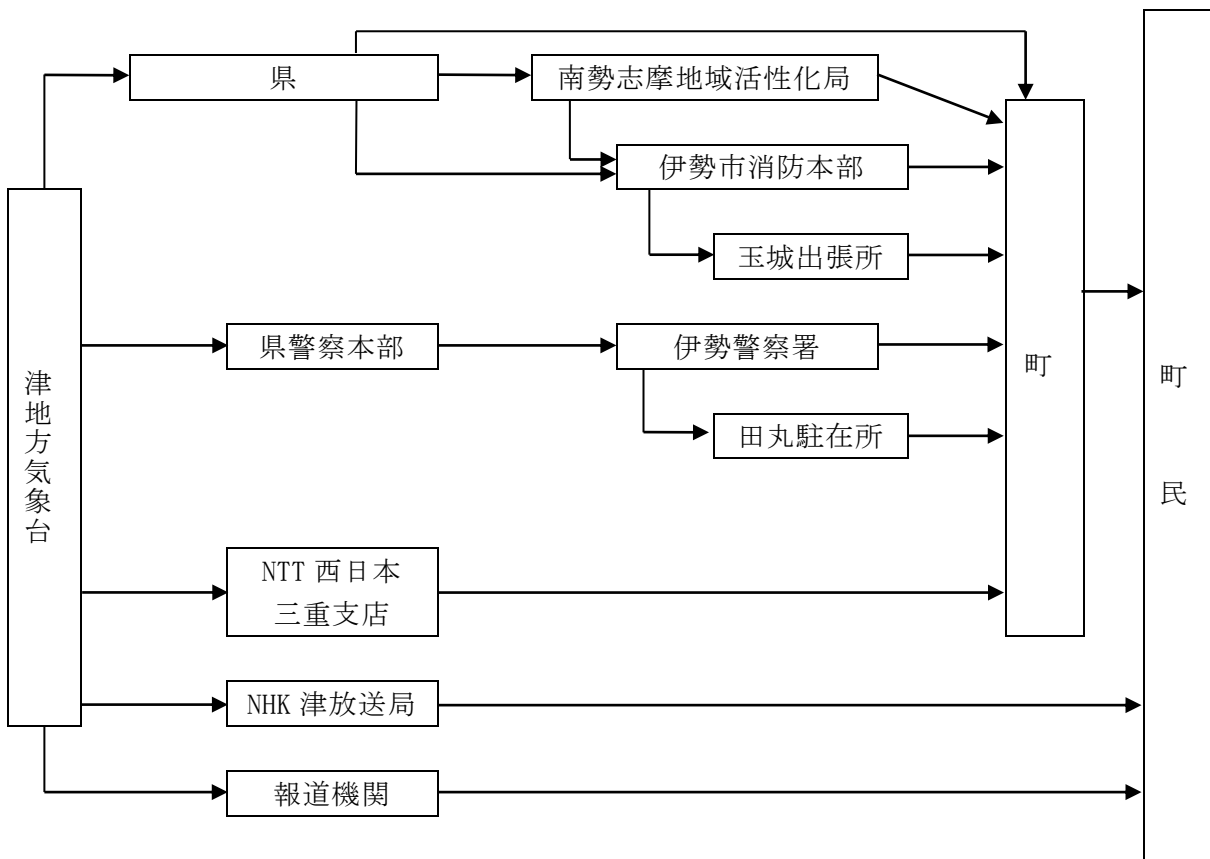 県
南勢志摩地域活性化局
伊勢市消防本部
玉城出張所
県警察本部
伊勢警察署
田丸駐在所
津地方気象台
NTT 西日本
三重支店
NHK 津放送局
報道機関
町
町民